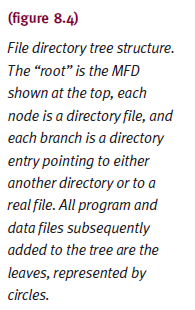 (figure 8.4)
File directory tree structure.
The “root” is the MFD
shown at the top, each
node is a directory file, and
each branch is a directory
entry pointing to either
another directory or to a
real file. All program and
data files subsequently
added to the tree are the
leaves, represented by
circles.